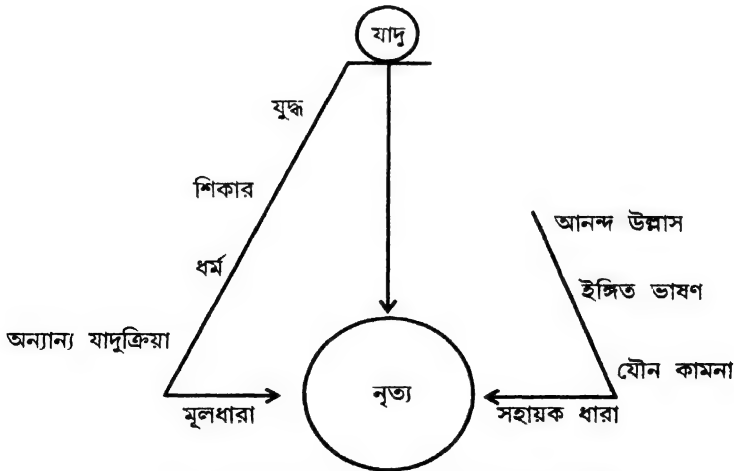 যাদু
যুদ্ধ
শিকার
ধর্ম
অন্যান্য যাদুক্রিয়া
মূলধারা
নৃত্য
আনন্দ উল্লাস
ইঙ্গিত ভাষণ
যৌন কামনা
সহায়ক ধারা